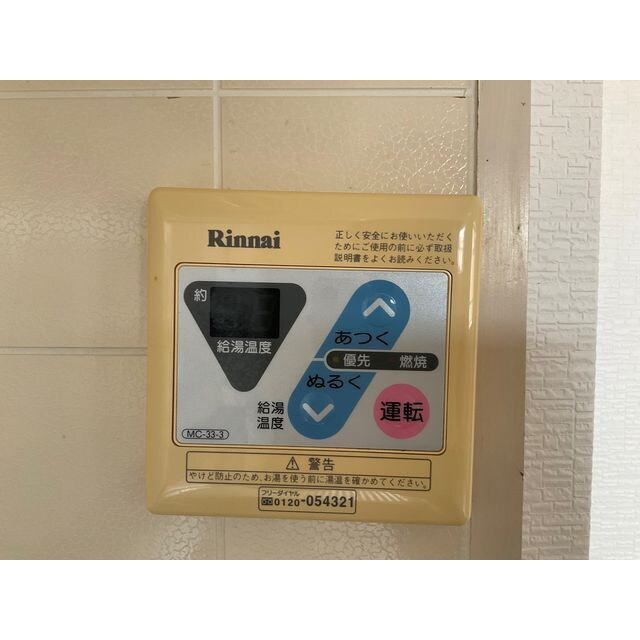 Rinnai
正しく安全にお使いいただく
ためにご使用の前に必ず取扱
説明書をよくお読みください。
約
給湯温度
あつく
優先 燃焼
ぬるく
給湯
温度
運転
MC-33-3
警告
やけど防止のため、お湯を使う前に湯温を確かめてください。
フリーダイヤル
0120-054321